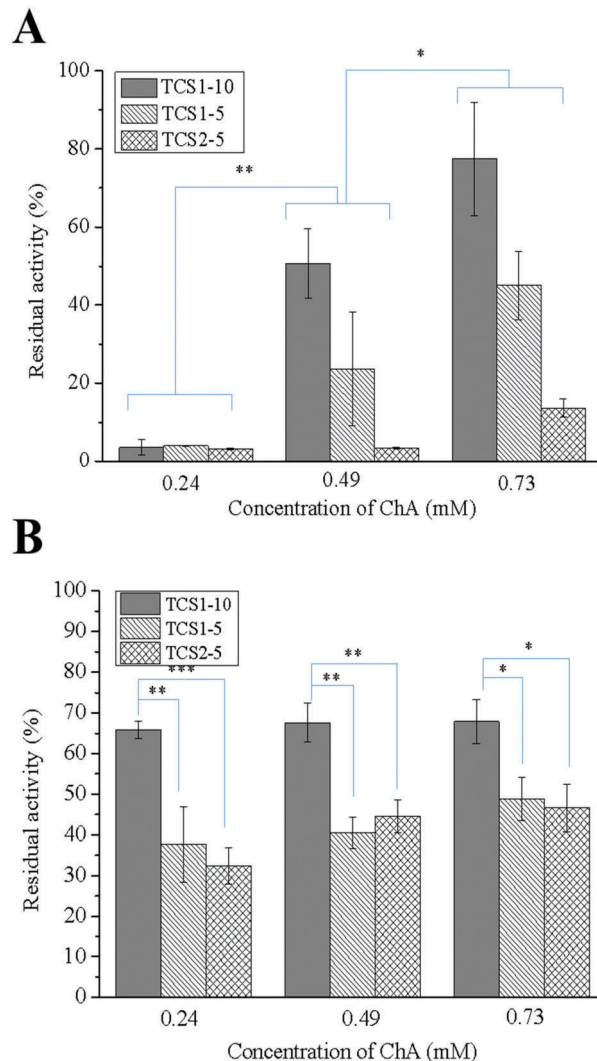 A
100
80
60
40
20
0
Residual activity (%)
TCS1-10
TCS1-5
TCS2-5
**
*
0.24 0.49 0.73
Concentration of ChA (mM)
B
100
90
80
70
60
50
40
30
20
10
0
Residual activity (%)
TCS1-10
TCS1-5
TCS2-5
***
**
**
**
*
*
0.24 0.49 0.73
Concentration of ChA (mM)